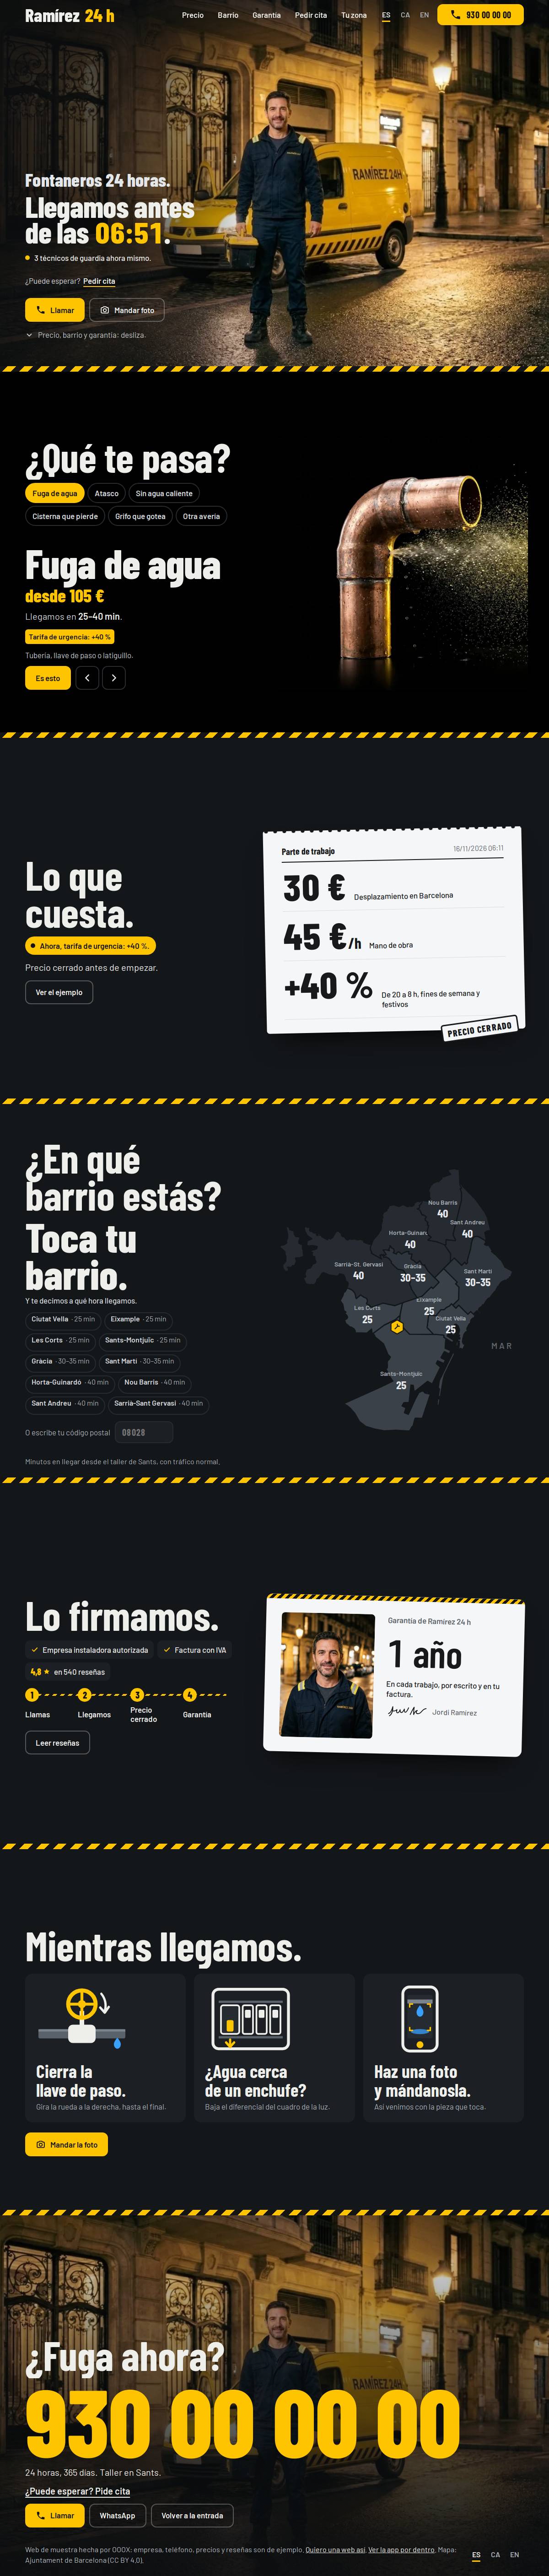 Ramírez 24 h
Precio Barrio Garantía Pedir cita Tu zona ES CA EN 930 00 00 00
RAMÍREZ 24H
Fontaneros 24 horas.
Llegamos antes
de las 06:51.
3 técnicos de guardia ahora mismo.
¿Puede esperar? Pedir cita
Llamar Mandar foto
Precio, barrio y garantía: desliza.
¿Qué te pasa?
Fuga de agua Atasco Sin agua caliente
Cisterna que pierde Grifo que gotea Otra avería
Fuga de agua
desde 105 €
Llegamos en 25–40 min.
Tarifa de urgencia: +40 %
Tubería, llave de paso o latiguillo.
Es esto
Lo que
cuesta.
Ahora, tarifa de urgencia: +40 %.
Precio cerrado antes de empezar.
Ver el ejemplo
Parte de trabajo 16/11/2026 06:11
30 € Desplazamiento en Barcelona
45 €/h Mano de obra
+40 % De 20 a 8 h, fines de semana y
festivos
PRECIO CERRADO
¿En qué
barrio estás?
Toca tu
barrio.
Y te decimos a qué hora llegamos.
Ciutat Vella · 25 min Eixample · 25 min
Les Corts · 25 min Sants-Montjuïc · 25 min
Gràcia · 30–35 min Sant Martí · 30–35 min
Horta-Guinardó · 40 min Nou Barris · 40 min
Sant Andreu · 40 min Sarrià-Sant Gervasi · 40 min
O escribe tu código postal 08028
Minutos en llegar desde el taller de Sants, con tráfico normal.
Nou Barris
40
Sant Andreu
40
Horta-Guinar
40
Sarrià-St. Gervasi
40
Gràcia
30–35
Sant Martí
30–35
Les Corts
25
Eixample
25
Ciutat Vella
25
MAR
Sants-Montjuïc
25
Lo firmamos.
Empresa instaladora autorizada Factura con IVA
4,8 ★ en 540 reseñas
1 2 3 4
Llamas Llegamos Precio
cerrado Garantía
Leer reseñas
Garantía de Ramírez 24 h
1 año
En cada trabajo, por escrito y en tu
factura.
Jordi Ramírez
Mientras llegamos.
Cierra la
llave de paso.
Gira la rueda a la derecha, hasta el final.
¿Agua cerca
de un enchufe?
Baja el diferencial del cuadro de la luz.
Haz una foto
y mándanosla.
Así venimos con la pieza que toca.
Mandar la foto
RAMÍREZ 24H
¿Fuga ahora?
930 00 00 00
24 horas, 365 días. Taller en Sants.
¿Puede esperar? Pide cita
Llamar WhatsApp Volver a la entrada
Web de muestra hecha por OOOX: empresa, teléfono, precios y reseñas son de ejemplo. Quiero una web así. Ver la app por dentro. Mapa:
Ajuntament de Barcelona (CC BY 4.0).
ES CA EN